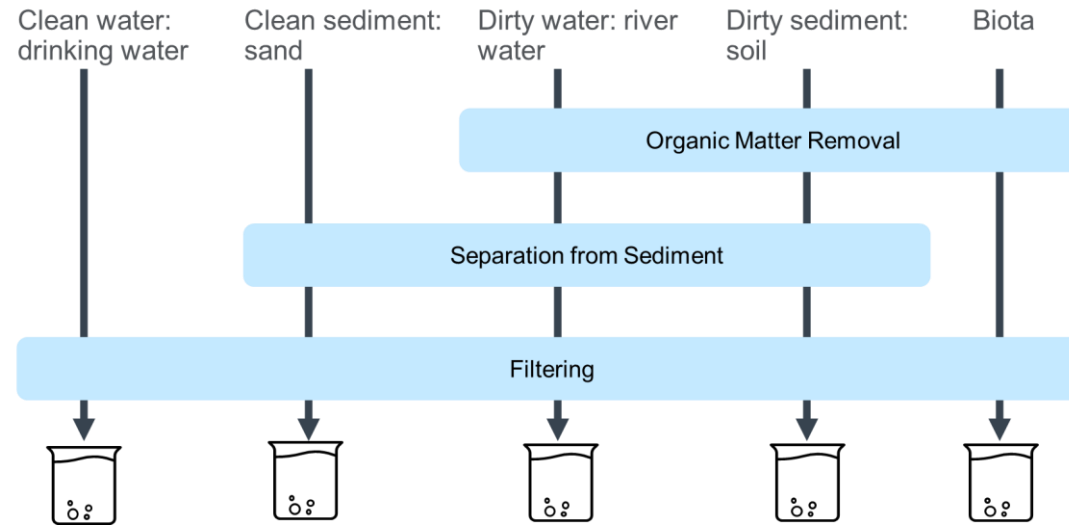 Clean water:
drinking water
Clean sediment:
sand
Dirty water: river
water
Dirty sediment:
soil
Biota
Organic Matter Removal
Separation from Sediment
Filtering